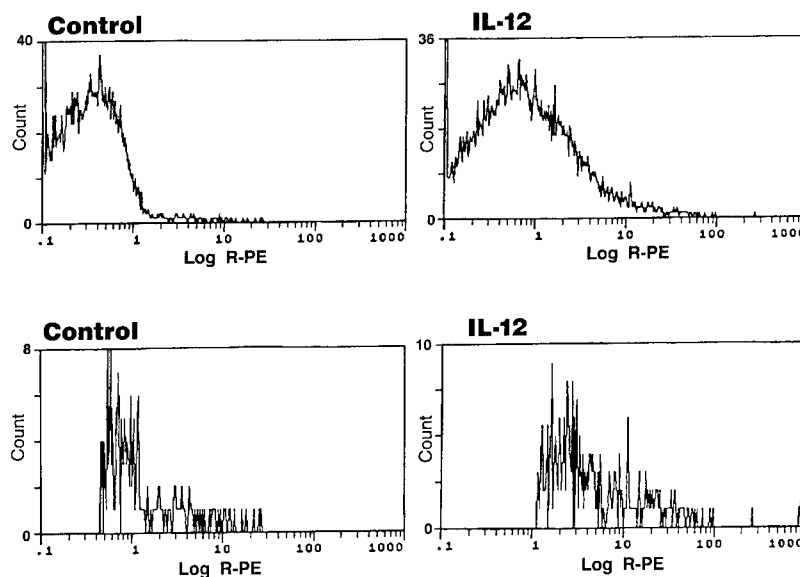 Control
IL-12
40
Count
0
.1 1 10 100 1000
Log R-PE
36
Count
0
.1 1 10 100 1000
Log R-PE
Control
IL-12
8
Count
0
.1 1 10 100 1000
Log R-PE
10
Count
0
.1 1 10 100 1000
Log R-PE